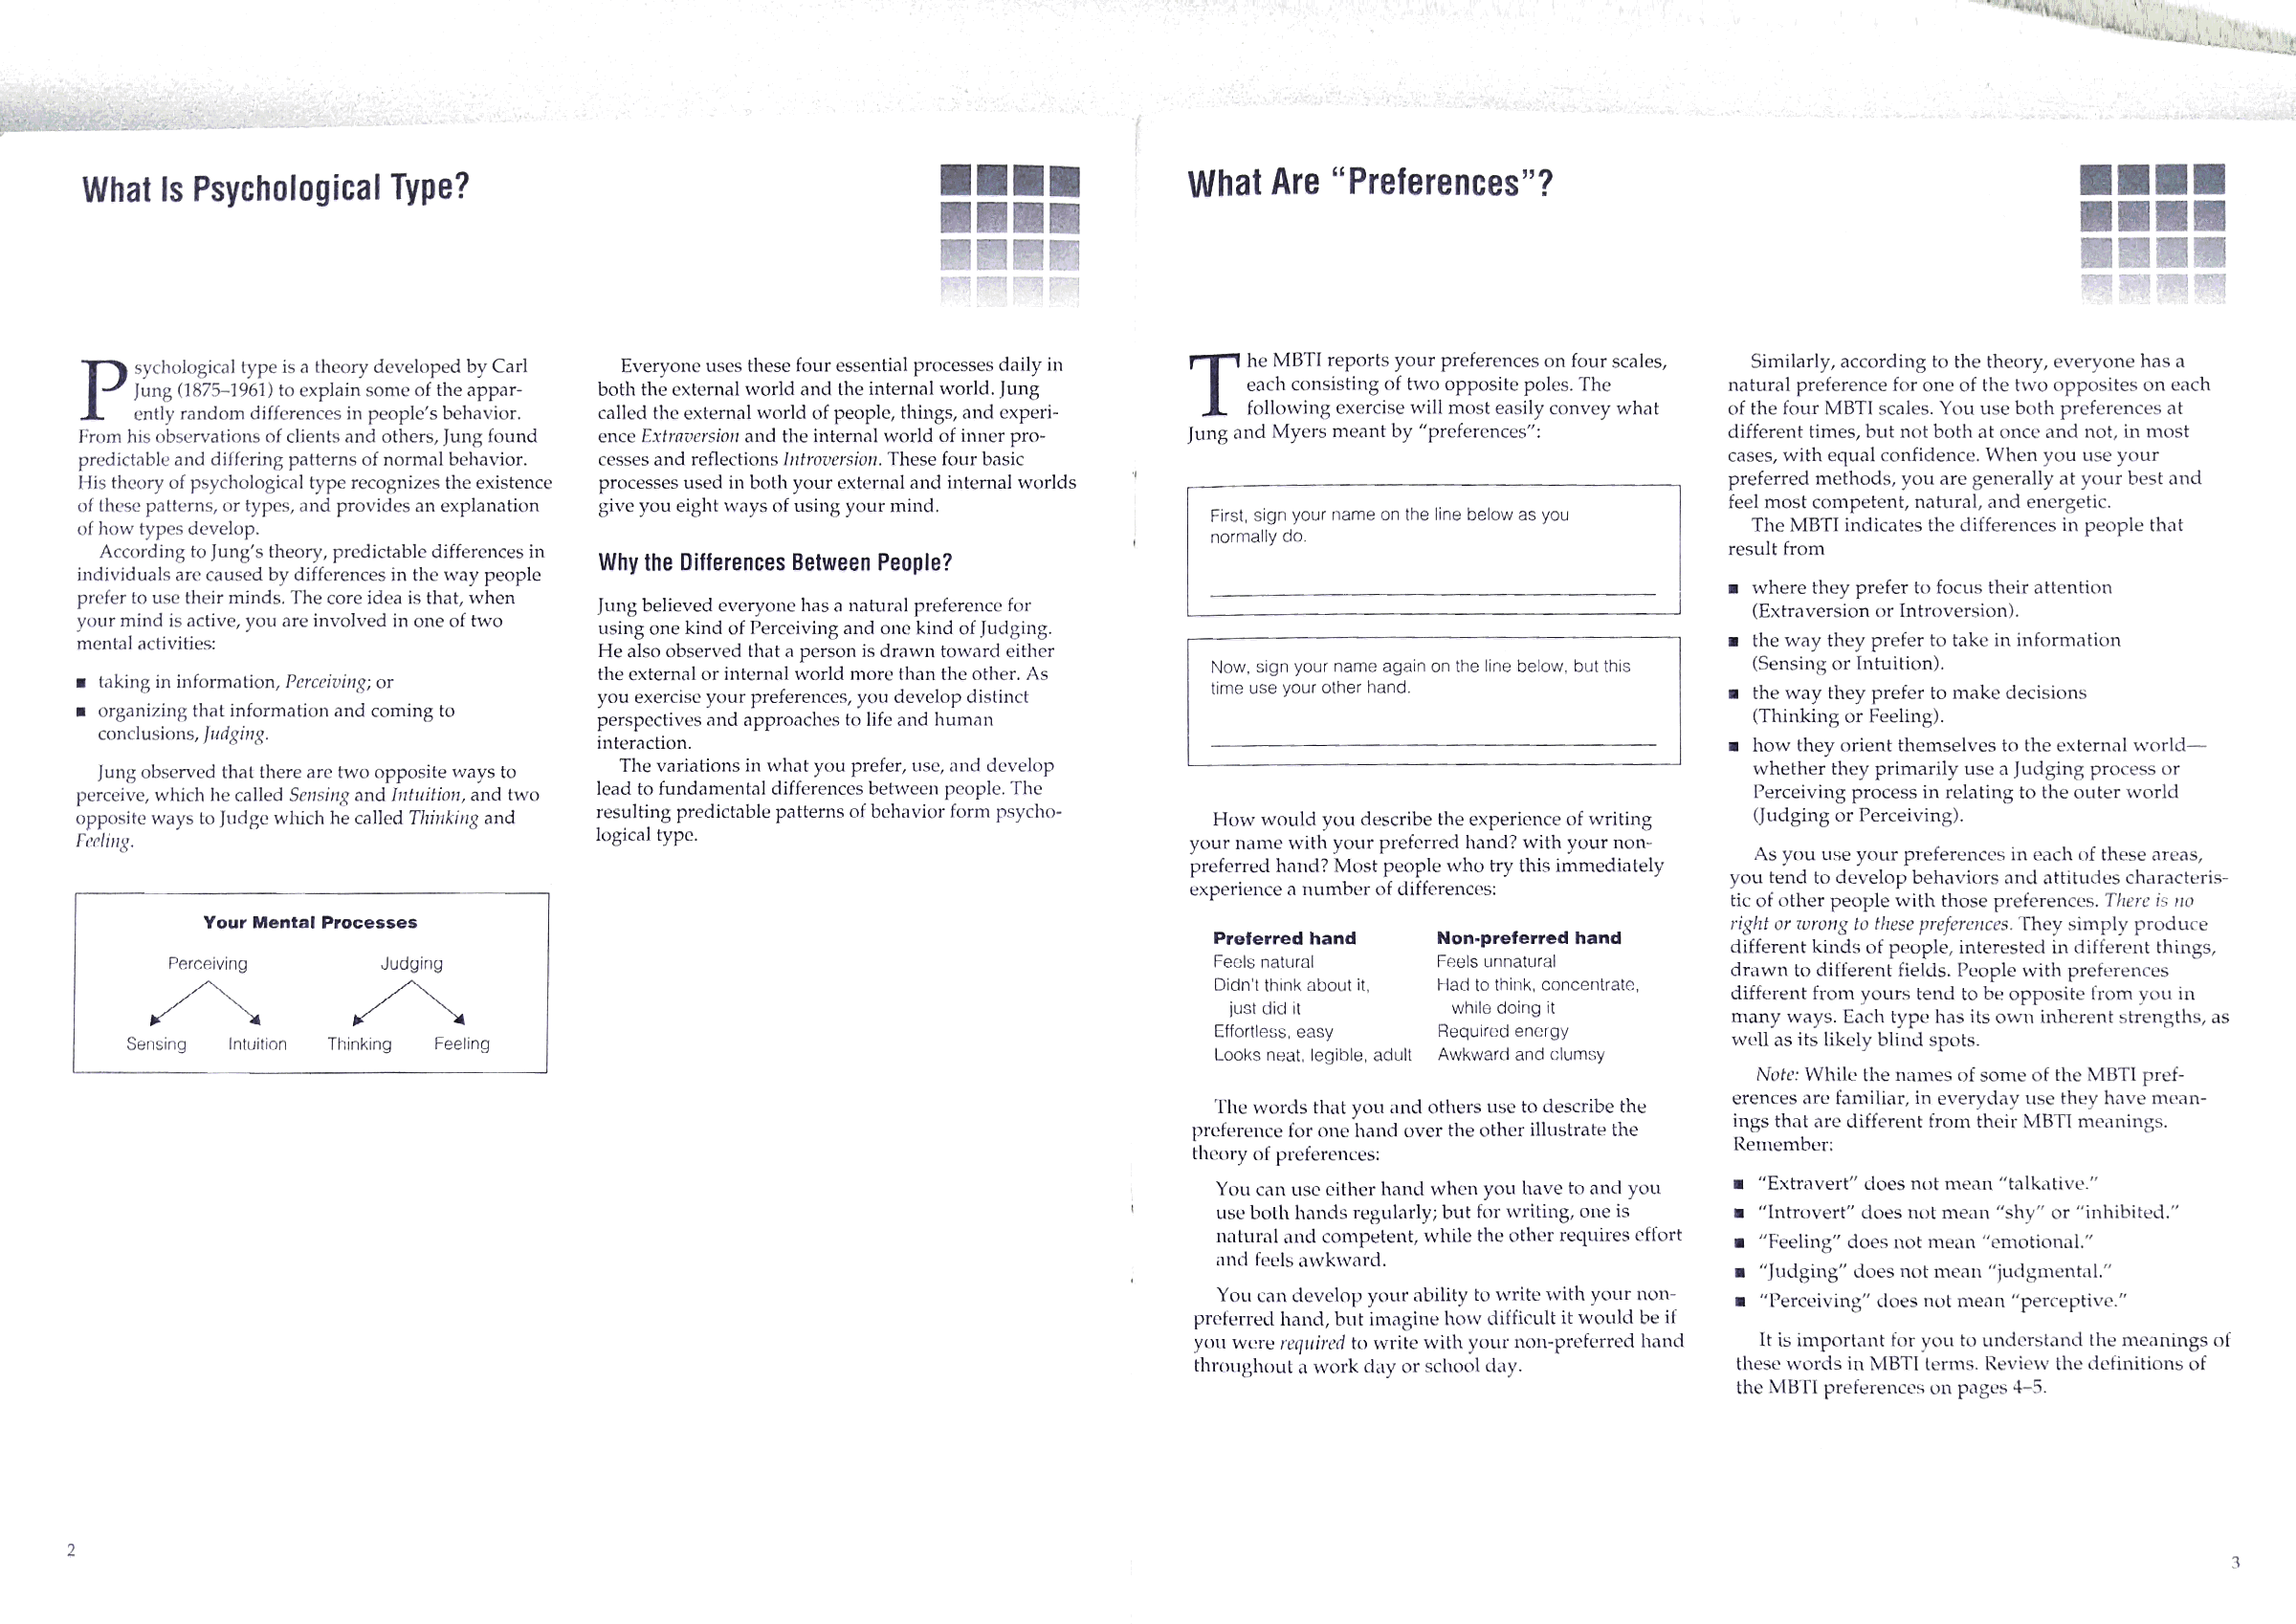 What Is Psychological Type?
Psychological type is a theory developed by Carl
Jung (1875–1961) to explain some of the appar-
ently random differences in people's behavior.
From his observations of clients and others, Jung found
predictable and differing patterns of normal behavior.
His theory of psychological type recognizes the existence
of these patterns, or types, and provides an explanation
of how types develop.
According to Jung's theory, predictable differences in
individuals are caused by differences in the way people
prefer to use their minds. The core idea is that, when
your mind is active, you are involved in one of two
mental activities:
■ taking in information, Perceiving; or
■ organizing that information and coming to
conclusions, Judging.
Jung observed that there are two opposite ways to
perceive, which he called Sensing and Intuition, and two
opposite ways to Judge which he called Thinking and
Feeling.
Your Mental Processes
Perceiving Judging
Sensing Intuition Thinking Feeling
Everyone uses these four essential processes daily in
both the external world and the internal world. Jung
called the external world of people, things, and experi-
ence Extraversion and the internal world of inner pro-
cesses and reflections Introversion. These four basic
processes used in both your external and internal worlds
give you eight ways of using your mind.
Why the Differences Between People?
Jung believed everyone has a natural preference for
using one kind of Perceiving and one kind of Judging.
He also observed that a person is drawn toward either
the external or internal world more than the other. As
you exercise your preferences, you develop distinct
perspectives and approaches to life and human
interaction.
The variations in what you prefer, use, and develop
lead to fundamental differences between people. The
resulting predictable patterns of behavior form psycho-
logical type.
2
What Are “Preferences”?
The MBTI reports your preferences on four scales,
each consisting of two opposite poles. The
following exercise will most easily convey what
Jung and Myers meant by “preferences”:
First, sign your name on the line below as you
normally do.
Now, sign your name again on the line below, but this
time use your other hand.
How would you describe the experience of writing
your name with your preferred hand? with your non-
preferred hand? Most people who try this immediately
experience a number of differences:
Preferred hand Non-preferred hand
Feels natural Feels unnatural
Didn't think about it, Had to think, concentrate,
just did it while doing it
Effortless, easy Required energy
Looks neat, legible, adult Awkward and clumsy
The words that you and others use to describe the
preference for one hand over the other illustrate the
theory of preferences:
You can use either hand when you have to and you
use both hands regularly; but for writing, one is
natural and competent, while the other requires effort
and feels awkward.
You can develop your ability to write with your non-
preferred hand, but imagine how difficult it would be if
you were required to write with your non-preferred hand
throughout a work day or school day.
Similarly, according to the theory, everyone has a
natural preference for one of the two opposites on each
of the four MBTI scales. You use both preferences at
different times, but not both at once and not, in most
cases, with equal confidence. When you use your
preferred methods, you are generally at your best and
feel most competent, natural, and energetic.
The MBTI indicates the differences in people that
result from
■ where they prefer to focus their attention
(Extraversion or Introversion).
■ the way they prefer to take in information
(Sensing or Intuition).
■ the way they prefer to make decisions
(Thinking or Feeling).
■ how they orient themselves to the external world—
whether they primarily use a Judging process or
Perceiving process in relating to the outer world
(Judging or Perceiving).
As you use your preferences in each of these areas,
you tend to develop behaviors and attitudes characteris-
tic of other people with those preferences. There is no
right or wrong to these preferences. They simply produce
different kinds of people, interested in different things,
drawn to different fields. People with preferences
different from yours tend to be opposite from you in
many ways. Each type has its own inherent strengths, as
well as its likely blind spots.
Note: While the names of some of the MBTI pref-
erences are familiar, in everyday use they have mean-
ings that are different from their MBTI meanings.
Remember:
■ “Extravert” does not mean “talkative.”
■ “Introvert” does not mean “shy” or “inhibited.”
■ “Feeling” does not mean “emotional.”
■ “Judging” does not mean “judgmental.”
■ “Perceiving” does not mean “perceptive.”
It is important for you to understand the meanings of
these words in MBTI terms. Review the definitions of
the MBTI preferences on pages 4–5.
3